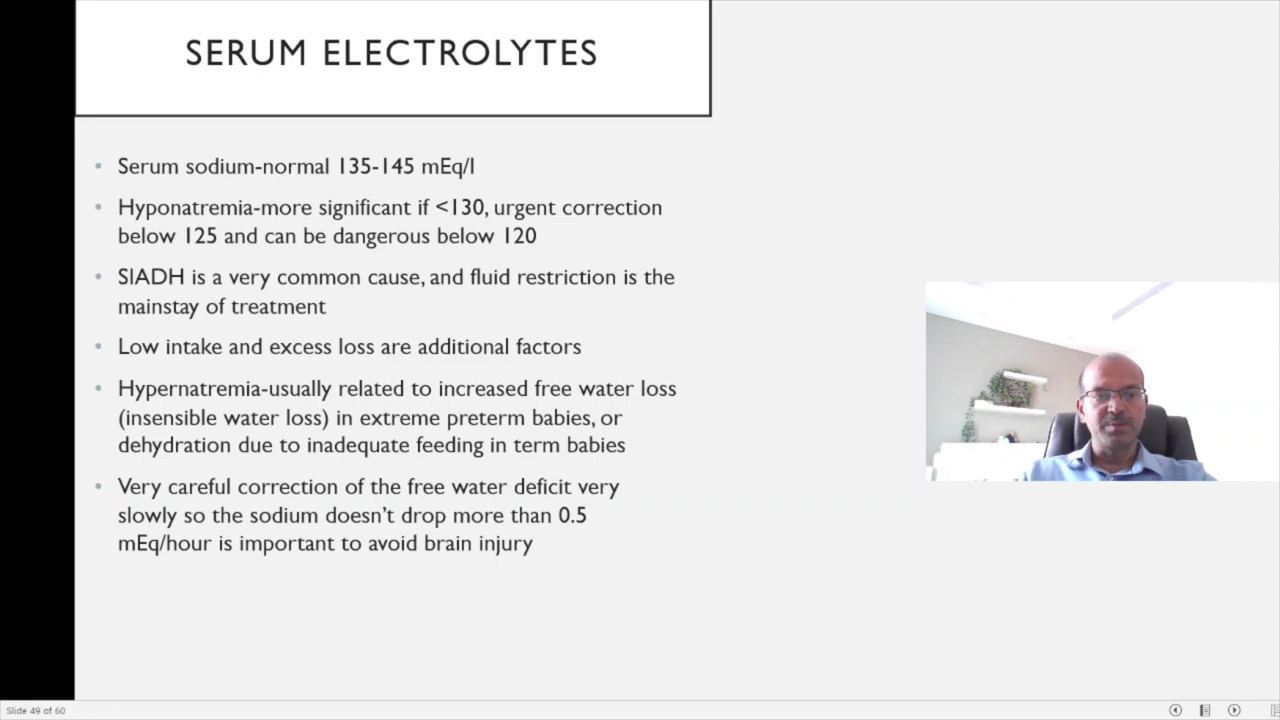 SERUM ELECTROLYTES
• Serum sodium-normal 135-145 mEq/l
• Hyponatremia-more significant if <130, urgent correction
below 125 and can be dangerous below 120
• SIADH is a very common cause, and fluid restriction is the
mainstay of treatment
• Low intake and excess loss are additional factors
• Hypernatremia-usually related to increased free water loss
(insensible water loss) in extreme preterm babies, or
dehydration due to inadequate feeding in term babies
• Very careful correction of the free water deficit very
slowly so the sodium doesn't drop more than 0.5
mEq/hour is important to avoid brain injury
Slide 49 of 60